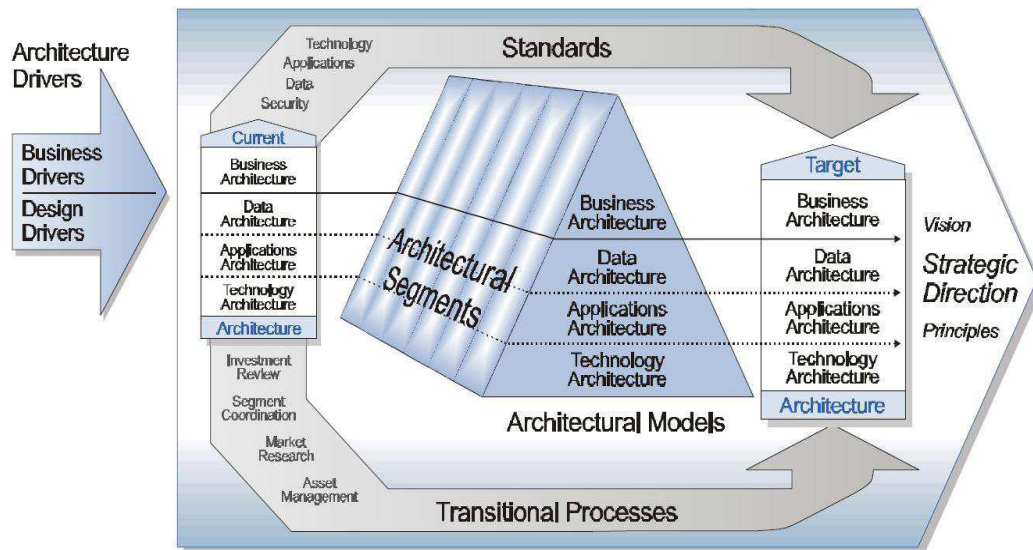 Architecture
Drivers
Business
Drivers
Design
Drivers
Technology
Applications
Data
Security
Standards
Current
Business
Architecture
Data
Architecture
Applications
Architecture
Technology
Architecture
Architecture
Investment
Review
Segment
Coordination
Market
Research
Asset
Management
Transitional Processes
Architectural
Segments
Business
Architecture
Data
Architecture
Applications
Architecture
Technology
Architecture
Architectural Models
Target
Business
Architecture
Data
Architecture
Applications
Architecture
Technology
Architecture
Architecture
Vision
Strategic
Direction
Principles